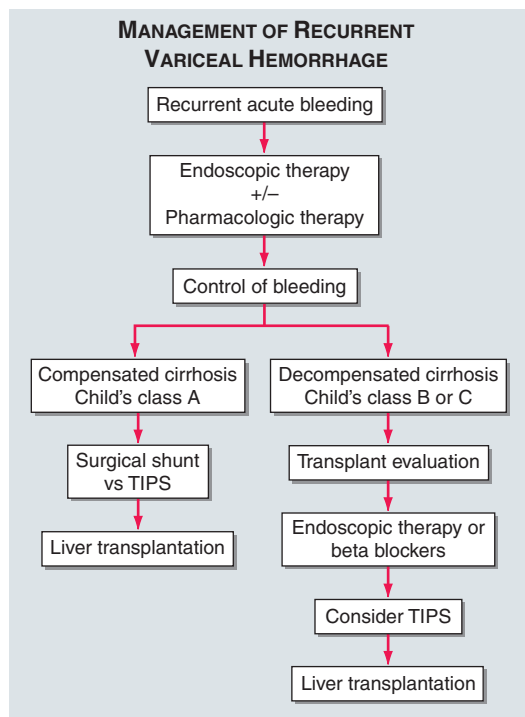 MANAGEMENT OF RECURRENT
VARICEAL HEMORRHAGE
Recurrent acute bleeding
Endoscopic therapy
+/–
Pharmacologic therapy
Control of bleeding
Compensated cirrhosis
Child's class A
Surgical shunt
vs TIPS
Liver transplantation
Decompensated cirrhosis
Child's class B or C
Transplant evaluation
Endoscopic therapy or
beta blockers
Consider TIPS
Liver transplantation